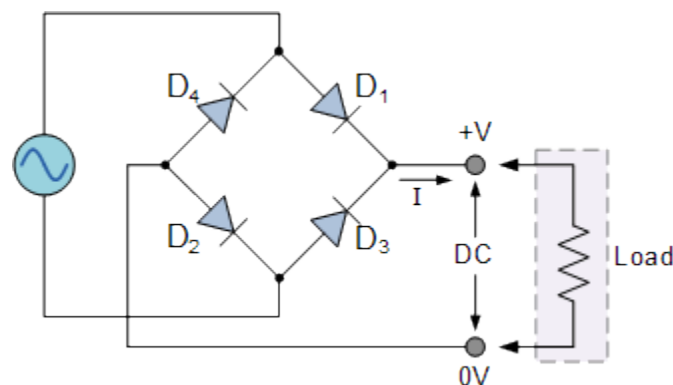 D₄ D₁
+V
I
D₂ D₃
DC
Load
0V